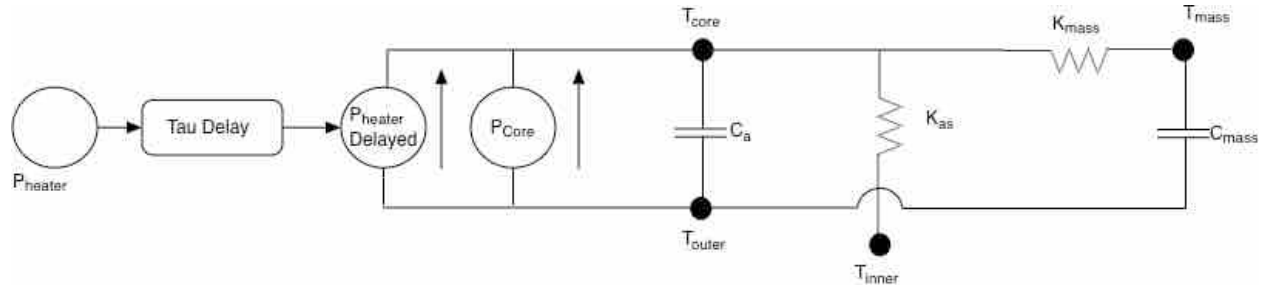 P_heater
Tau Delay
P_heater
Delayed
P_Core
T_core
C_a
T_outer
K_as
T_inner
K_mass
T_mass
C_mass